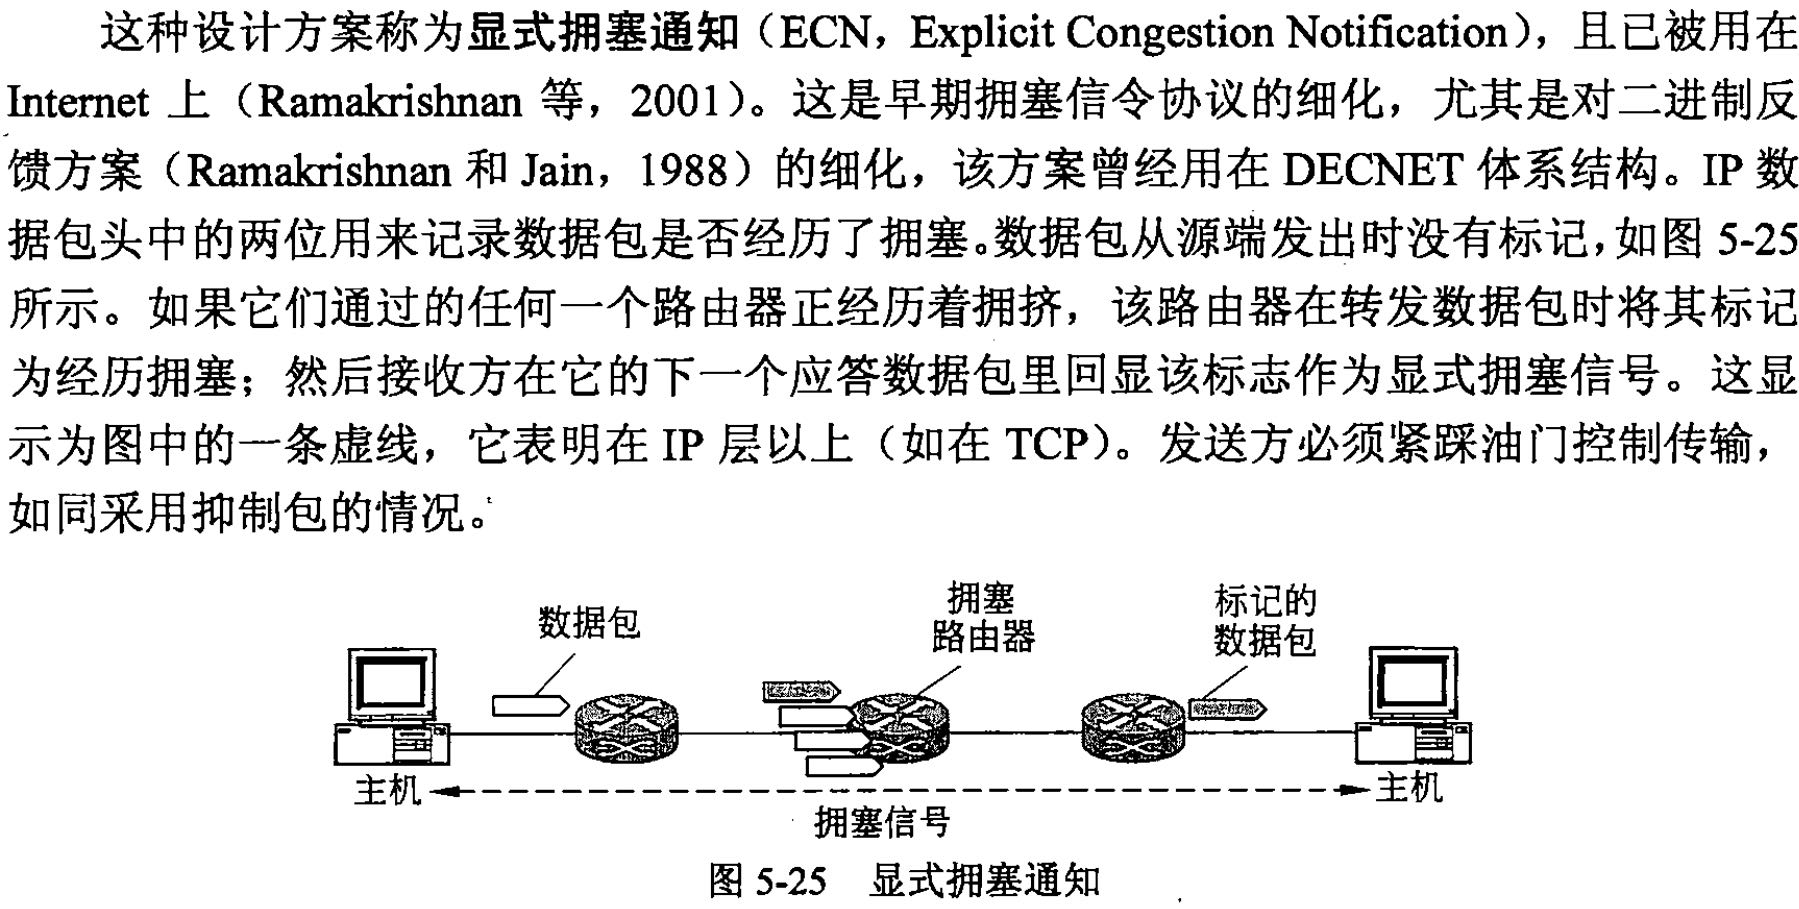 这种设计方案称为显式拥塞通知（ECN，Explicit Congestion Notification），且已被用在
Internet 上（Ramakrishnan 等，2001）。这是早期拥塞信令协议的细化，尤其是对二进制反
馈方案（Ramakrishnan 和 Jain，1988）的细化，该方案曾经用在 DECNET 体系结构。IP 数
据包头中的两位用来记录数据包是否经历了拥塞。数据包从源端发出时没有标记，如图 5-25
所示。如果它们通过的任何一个路由器正经历着拥挤，该路由器在转发数据包时将其标记
为经历拥塞；然后接收方在它的下一个应答数据包里回显该标志作为显式拥塞信号。这显
示为图中的一条虚线，它表明在 IP 层以上（如在 TCP）。发送方必须紧踩油门控制传输，
如同采用抑制包的情况。
数据包
拥塞
路由器
标记的
数据包
主机
主机
拥塞信号
图 5-25 显式拥塞通知